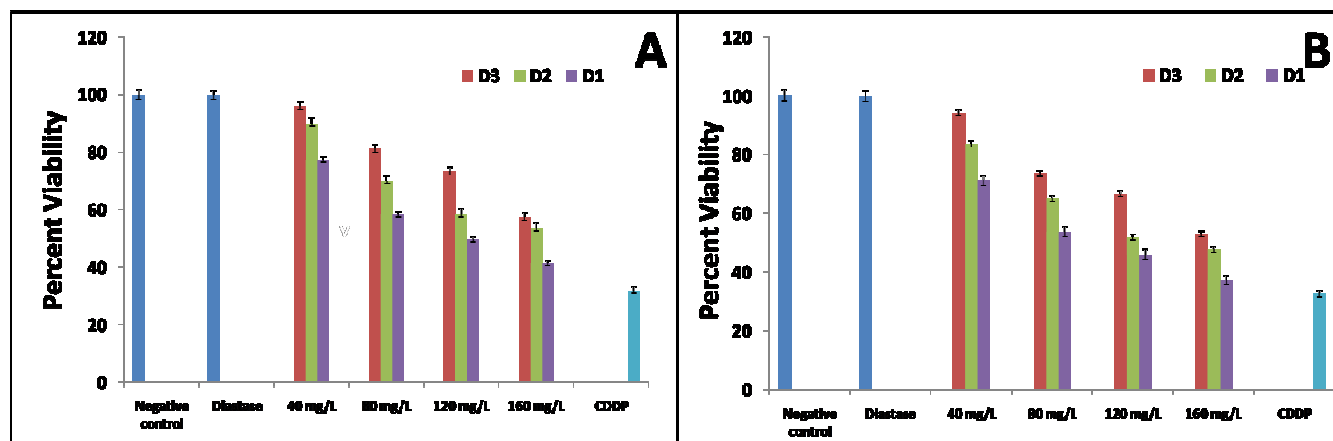 A
120
100
80
60
40
20
0
Percent Viability
D3 D2 D1
v
Negative control
Diastase
40 mg/L
80 mg/L
120 mg/L
160 mg/L
CDDP
B
120
100
80
60
40
20
0
Percent Viability
D3 D2 D1
Negative control
Diastase
40 mg/L
80 mg/L
120 mg/L
160 mg/L
CDDP